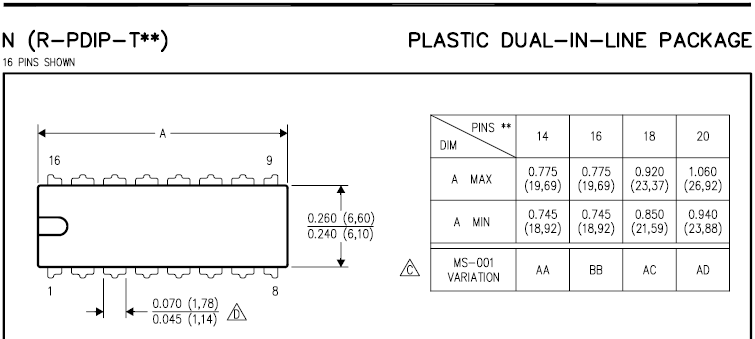 N (R-PDIP-T**)
PLASTIC DUAL-IN-LINE PACKAGE
16 PINS SHOWN
A
16
9
0.260 (6,60)
0.240 (6,10)
1
8
0.070 (1,78)
0.045 (1,14)
D
PINS ** 14 16 18 20
DIM
A MAX 0.775 (19,69) 0.775 (19,69) 0.920 (23,37) 1.060 (26,92)
A MIN 0.745 (18,92) 0.745 (18,92) 0.850 (21,59) 0.940 (23,88)
C
MS-001 VARIATION AA BB AC AD